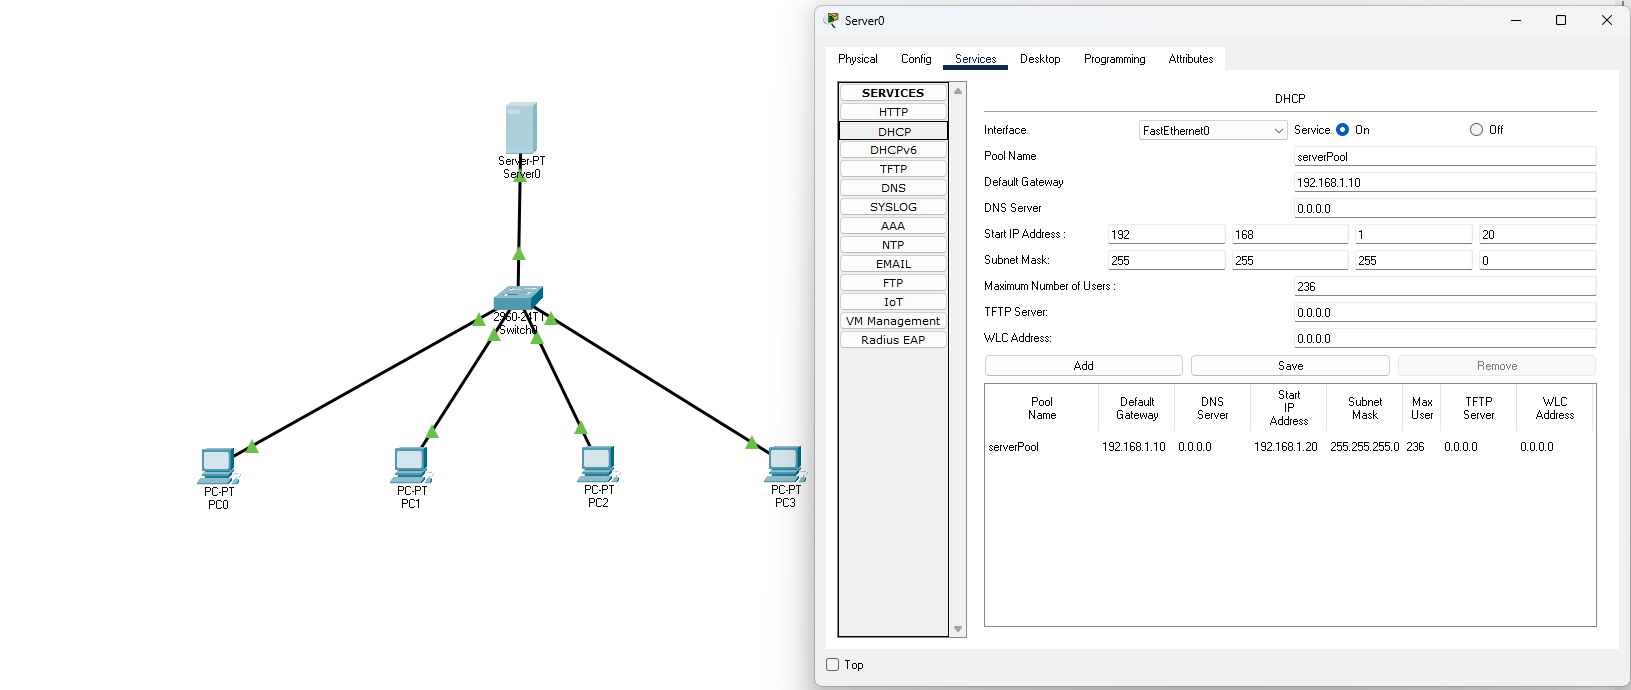 Server-PT
Server0
2960-24TT
Switch0
PC-PT
PC0
PC-PT
PC1
PC-PT
PC2
PC-PT
PC3
Server0
Physical Config Services Desktop Programming Attributes
SERVICES
HTTP
DHCP
DHCPv6
TFTP
DNS
SYSLOG
AAA
NTP
EMAIL
FTP
IoT
VM Management
Radius EAP
DHCP
Interface FastEthernet0 Service On Off
Pool Name serverPool
Default Gateway 192.168.1.10
DNS Server 0.0.0.0
Start IP Address : 192 168 1 20
Subnet Mask: 255 255 255 0
Maximum Number of Users : 236
TFTP Server: 0.0.0.0
WLC Address: 0.0.0.0
Add Save Remove
Pool Name Default Gateway DNS Server Start IP Address Subnet Mask Max User TFTP Server WLC Address
serverPool 192.168.1.10 0.0.0.0 192.168.1.20 255.255.255.0 236 0.0.0.0 0.0.0.0
Top